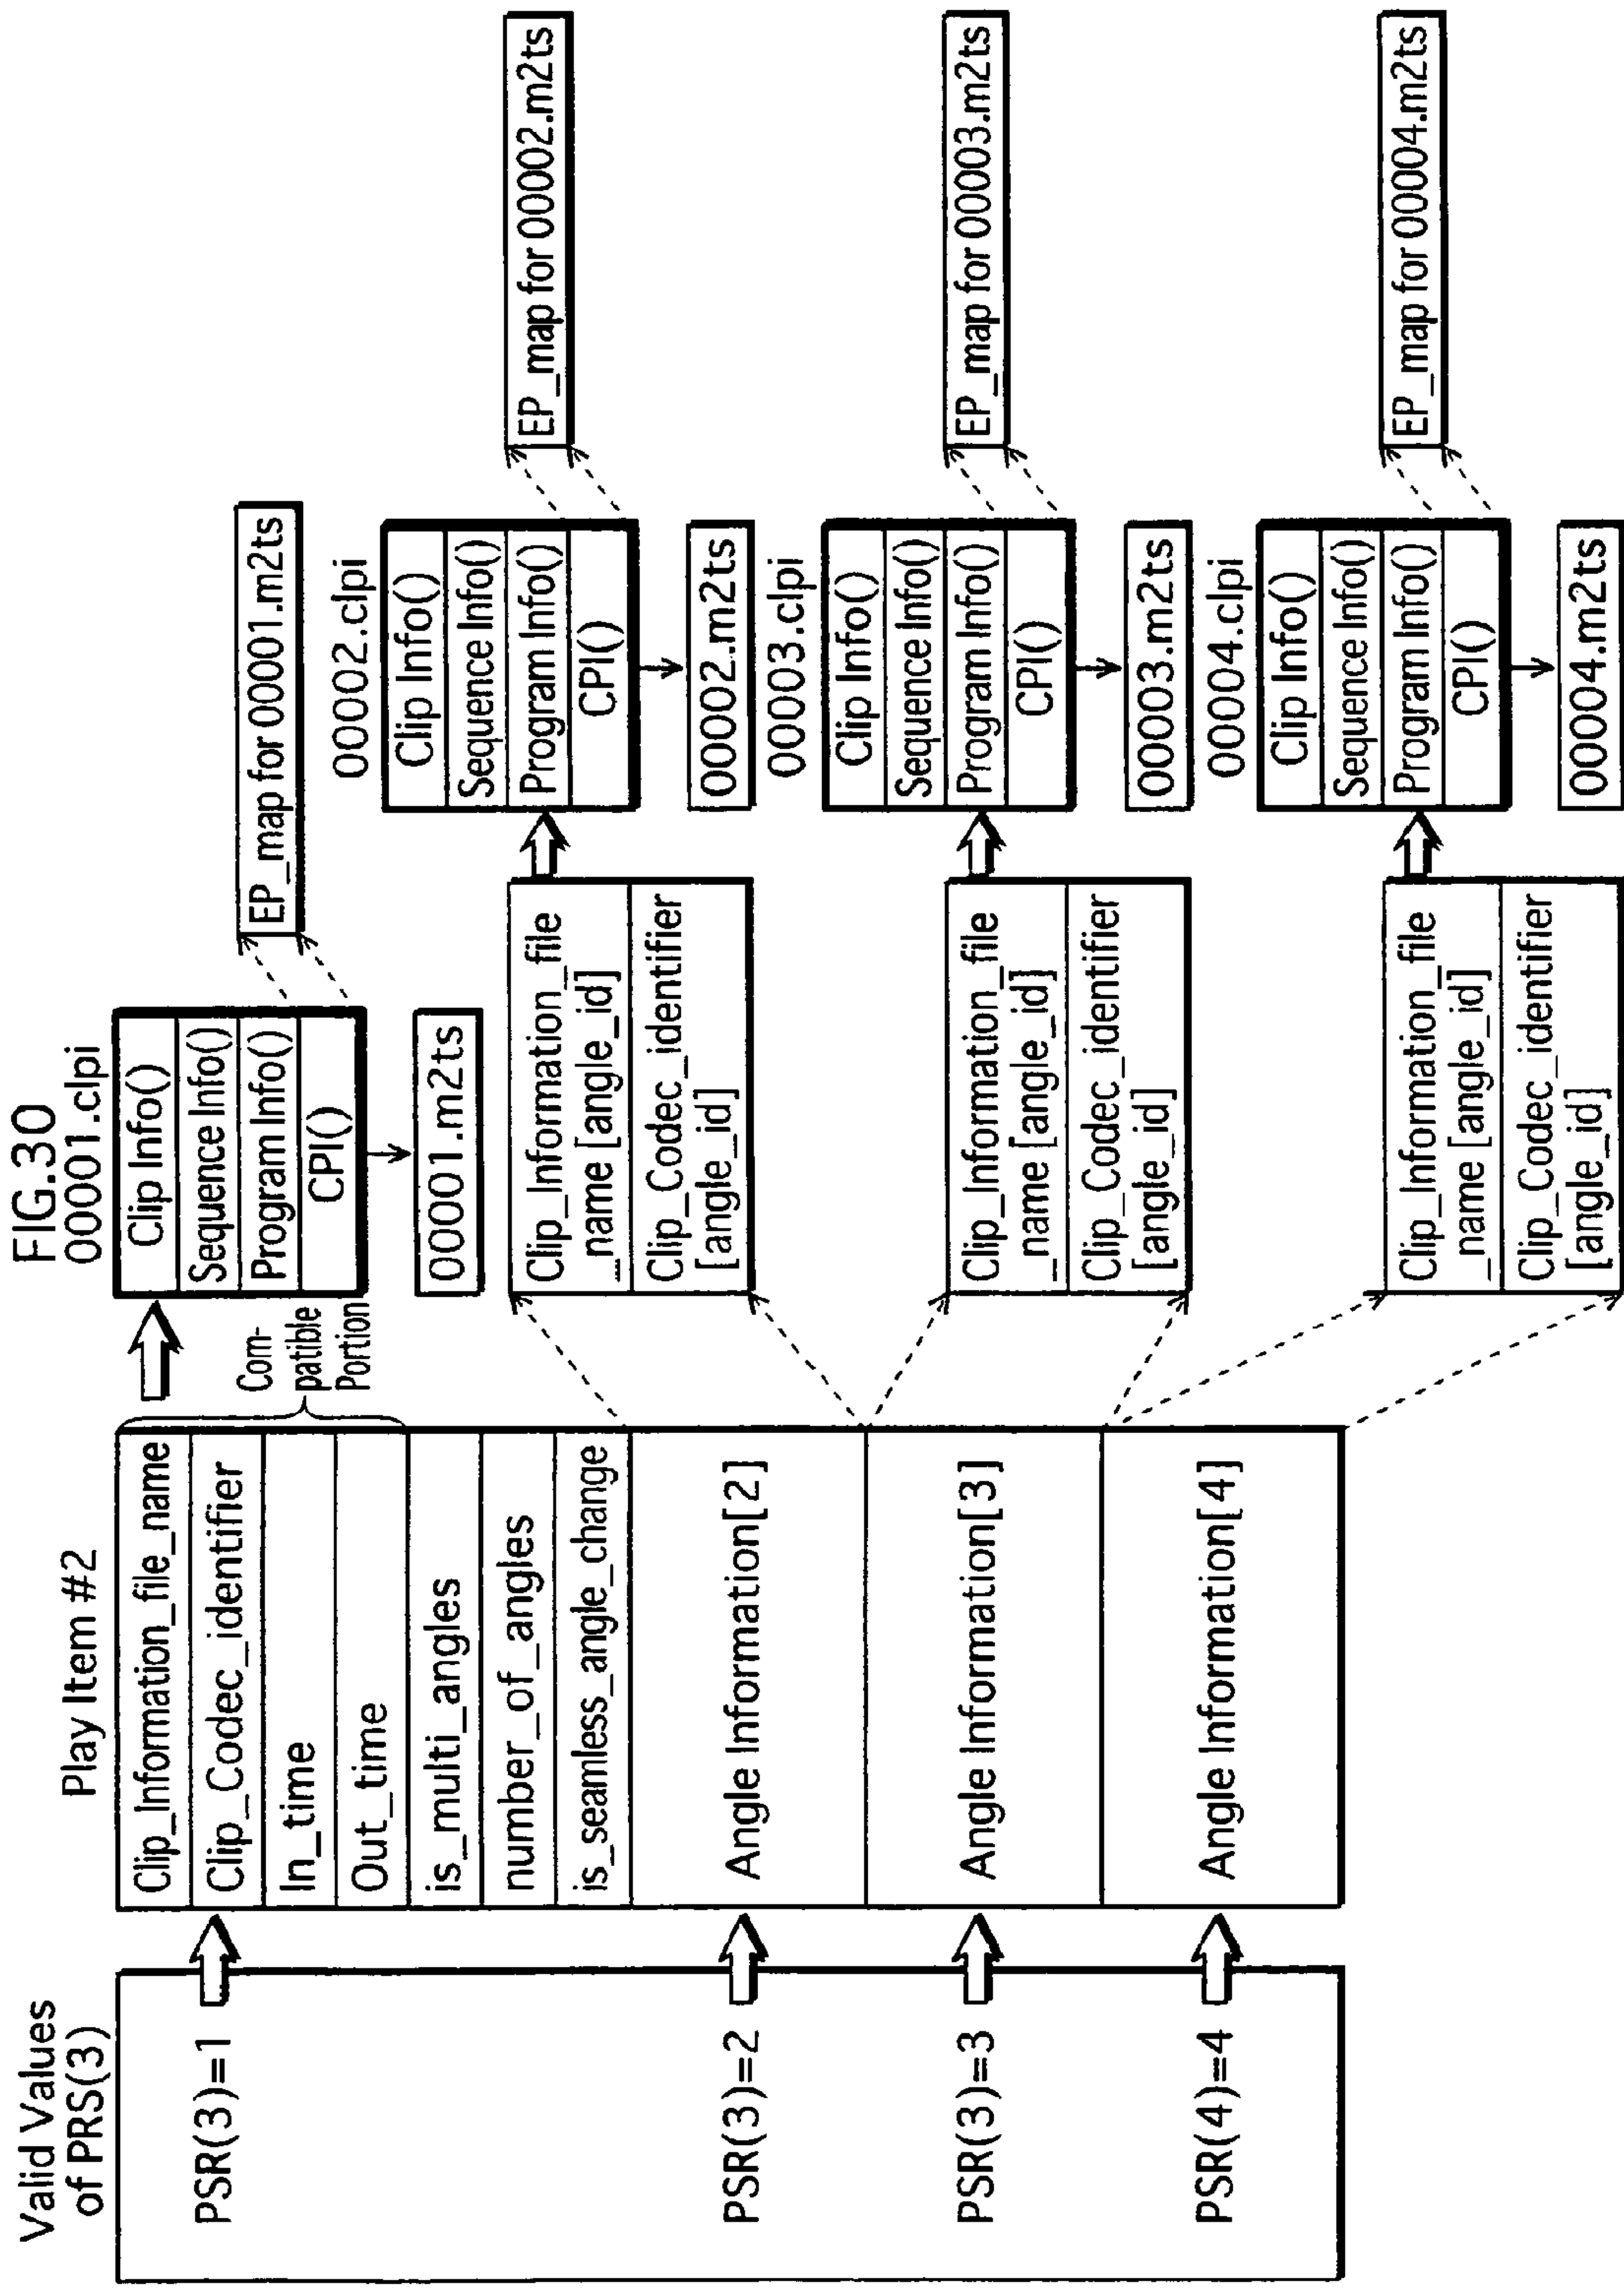 FIG.30
Valid Values
of PRS(3)
PSR(3)=1
PSR(3)=2
PSR(3)=3
PSR(4)=4
Play Item #2
Clip_Information_file_name
Clip_Codec_identifier
In_time
Out_time
is_multi_angles
number_of_angles
is_seamless_angle_change
Angle Information[2]
Angle Information[3]
Angle Information[4]
Com-
patible
Portion
00001.clpi
Clip Info()
Sequence Info()
Program Info()
CPI()
00001.m2ts
EP_map for 00001.m2ts
Clip_Information_file
_name [angle_id]
Clip_Codec_identifier
[angle_id]
00002.clpi
Clip Info()
Sequence Info()
Program Info()
CPI()
00002.m2ts
EP_map for 00002.m2ts
Clip_Information_file
_name [angle_id]
Clip_Codec_identifier
[angle_id]
00003.clpi
Clip Info()
Sequence Info()
Program Info()
CPI()
00003.m2ts
EP_map for 00003.m2ts
Clip_Information_file
_name [angle_id]
Clip_Codec_identifier
[angle_id]
00004.clpi
Clip Info()
Sequence Info()
Program Info()
CPI()
00004.m2ts
EP_map for 00004.m2ts